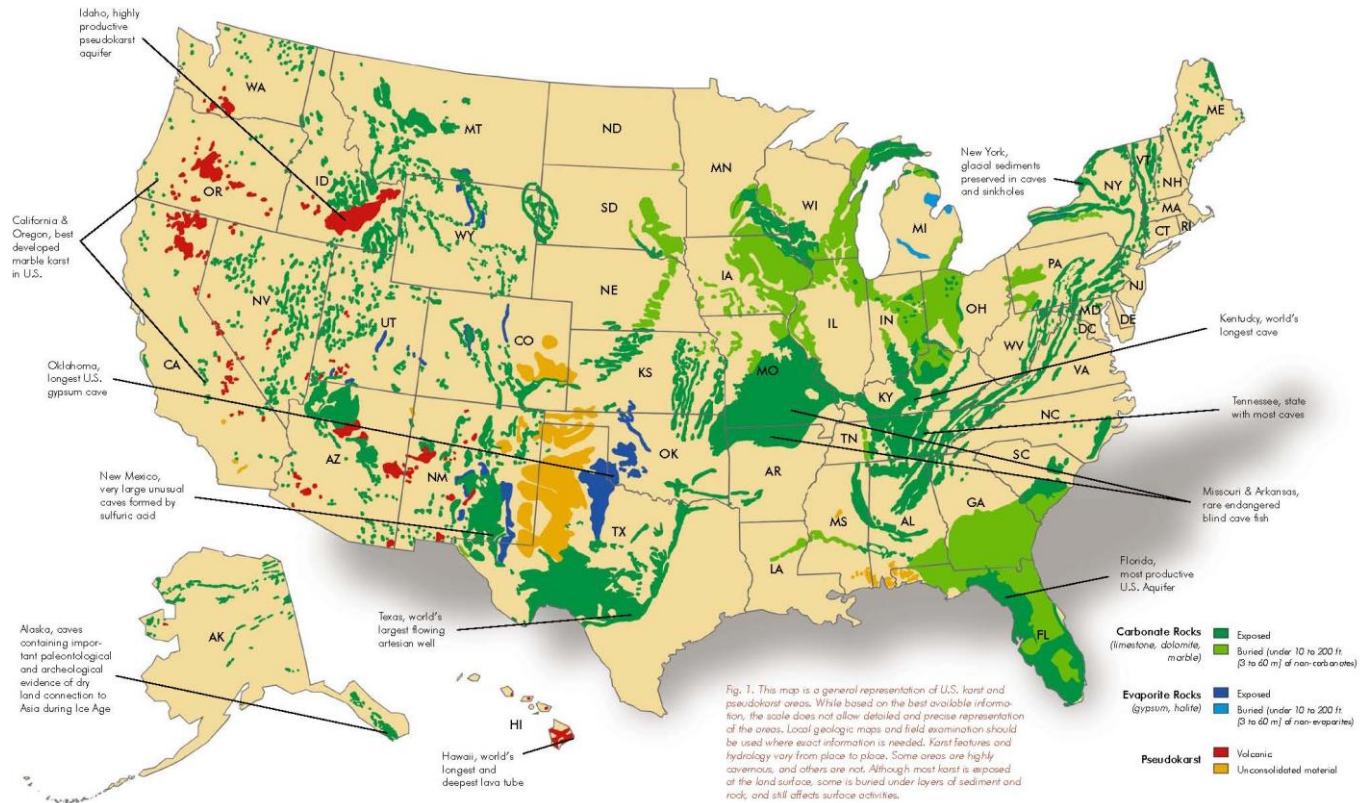 Idaho, highly
productive
pseudokarst
aquifer
WA
MT
ND
MN
ME
OR
ID
SD
WI
New York,
glacial sediments
preserved in caves
and sinkholes
VT
NY
NH
MA
CT
RI
MI
WY
California &
Oregon, best
developed
marble karst
in U.S.
NE
IA
PA
NJ
NV
UT
CO
IL
IN
OH
MD
DE
DC
WV
VA
Kentucky, world's
longest cave
CA
KS
MO
KY
Oklahoma,
longest U.S.
gypsum cave
NC
Tennessee, state
with most caves
TN
AZ
NM
OK
AR
SC
New Mexico,
very large unusual
caves formed by
sulfuric acid
MS
AL
GA
Missouri & Arkansas,
rare endangered
blind cave fish
TX
LA
Florida,
most productive
U.S. Aquifer
FL
Texas, world's
largest flowing
artesian well
AK
Alaska, caves
containing impor-
tant paleontological
and archeological
evidence of dry
land connection to
Asia during Ice Age
HI
Hawaii, world's
longest and
deepest lava tube
Fig. 1. This map is a general representation of U.S. karst and
pseudokarst areas. While based on the best available informa-
tion, the scale does not allow detailed and precise representation
of the areas. Local geologic maps and field examination should
be used where exact information is needed. Karst features and
hydrology vary from place to place. Some areas are highly
cavernous, and others are not. Although most karst is exposed
at the land surface, some is buried under layers of sediment and
rock, and still affects surface activities.
Carbonate Rocks
(limestone, dolomite,
marble)
Exposed
Buried (under 10 to 200 ft.
[3 to 60 m] of non-carbonates)
Evaporite Rocks
(gypsum, halite)
Exposed
Buried (under 10 to 200 ft.
[3 to 60 m] of non-evaporites)
Pseudokarst
Volcanic
Unconsolidated material